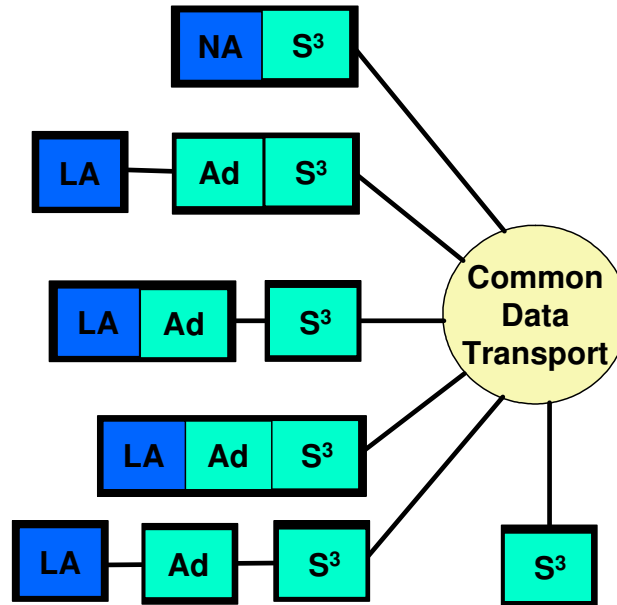 NA S³
LA Ad S³
LA Ad S³
Common
Data
Transport
LA Ad S³
LA Ad S³
S³